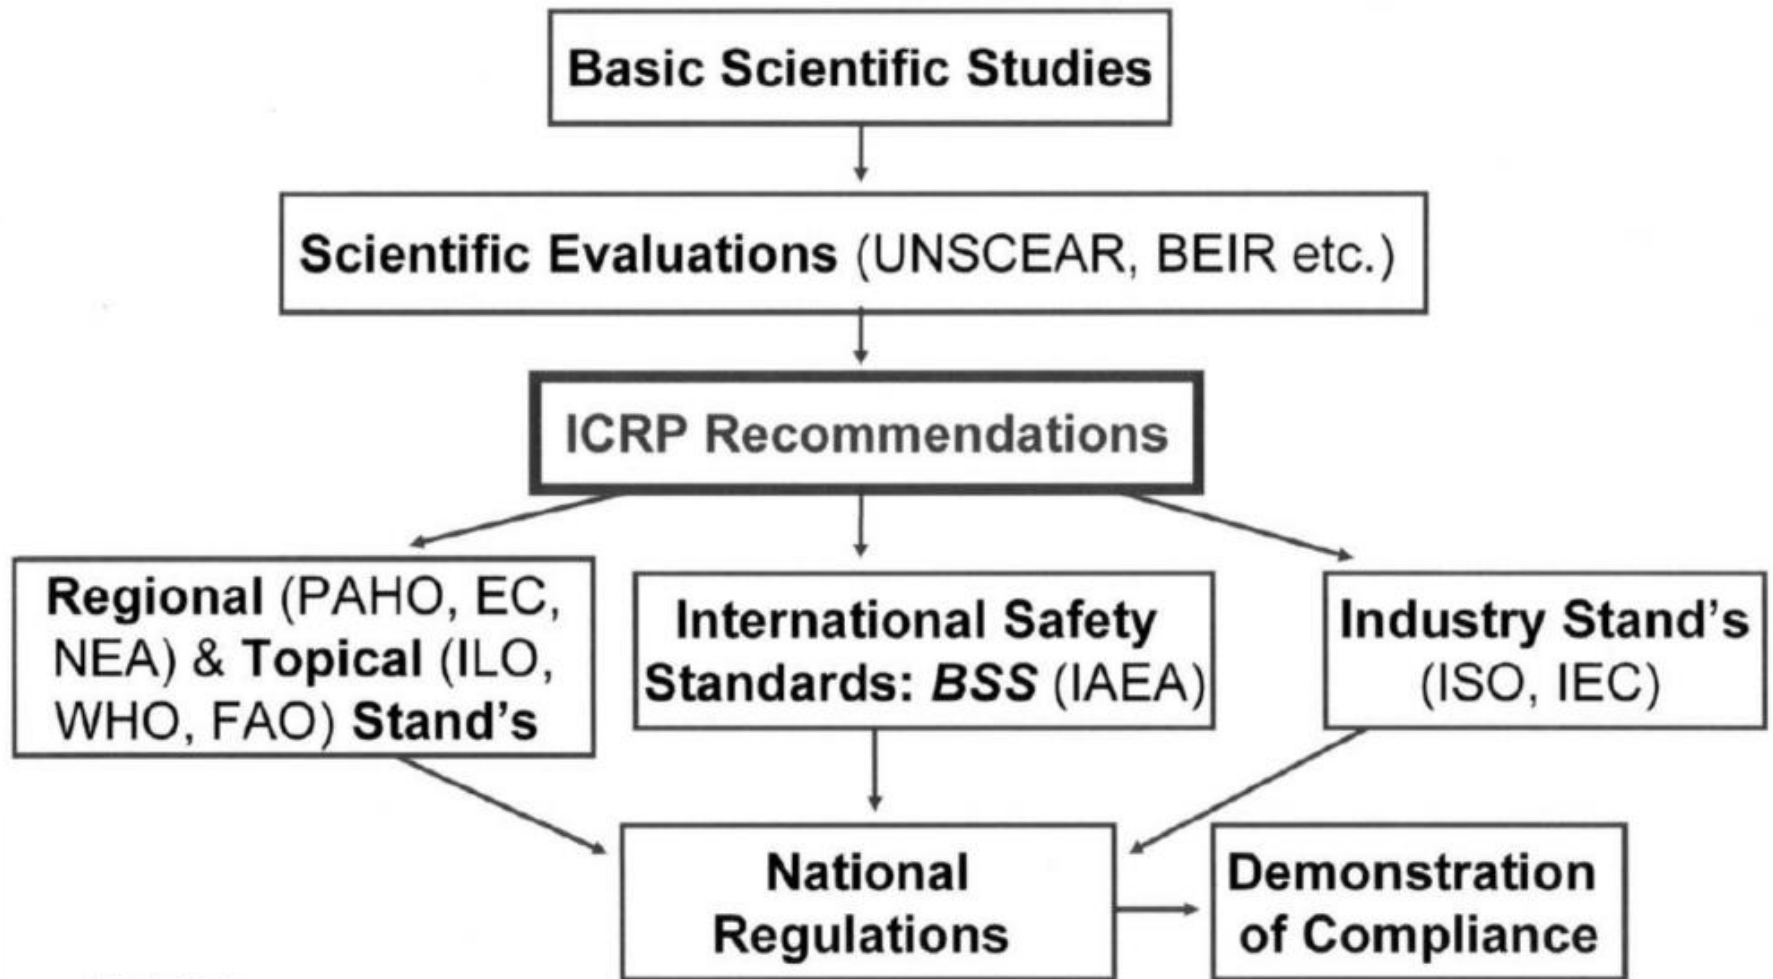 Basic Scientific Studies
Scientific Evaluations (UNSCEAR, BEIR etc.)
ICRP Recommendations
Regional (PAHO, EC,
NEA) & Topical (ILO,
WHO, FAO) Stand's
International Safety
Standards: BSS (IAEA)
Industry Stand's
(ISO, IEC)
National
Regulations
Demonstration
of Compliance